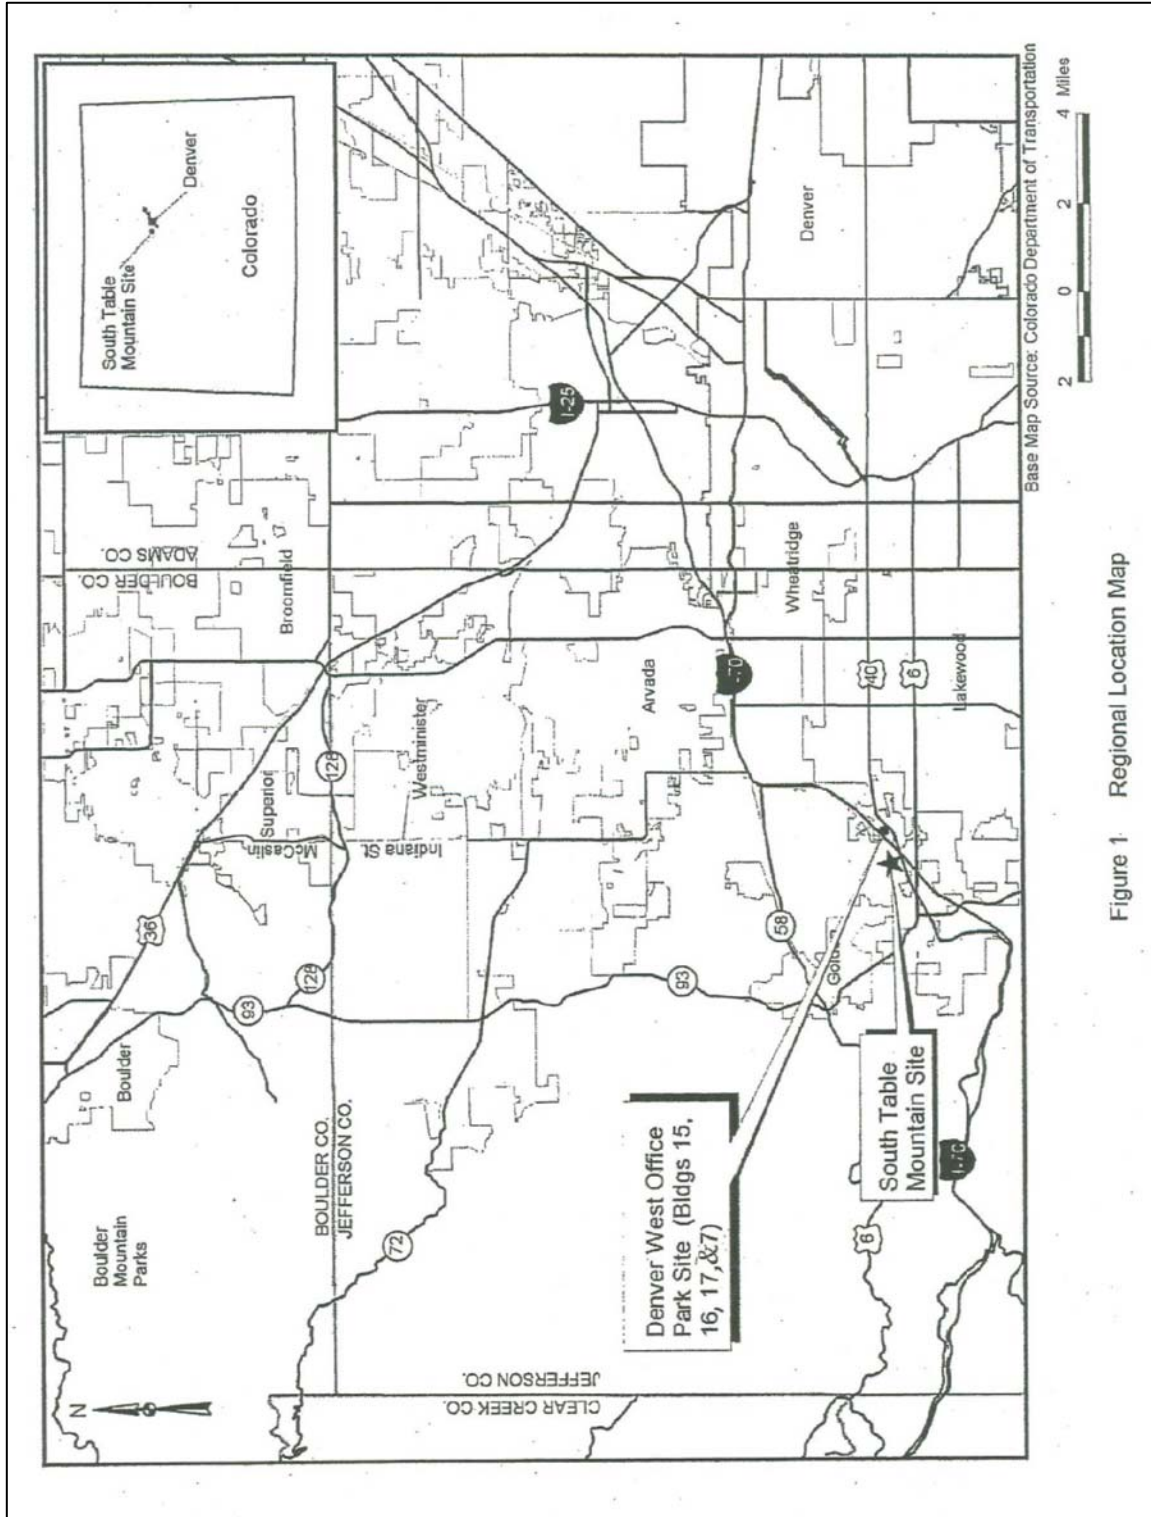 N
Boulder
Mountain
Parks
Boulder
36
93
128
McCaslin
Superior
128
Indiana St.
Westminister
Broomfield
BOULDER CO.
ADAMS CO.
BOULDER CO.
JEFFERSON CO.
72
I-25
South Table
Mountain Site
Denver
Colorado
Arvada
93
58
I-70
Wheatridge
Denver
40
6
Lakewood
Denver West Office
Park Site (Bldgs 15,
16, 17,&7)
South Table
Mountain Site
6
I-70
CLEAR CREEK CO.
JEFFERSON CO.
Base Map Source: Colorado Department of Transportation
2 0 2 4 Miles
Figure 1 Regional Location Map